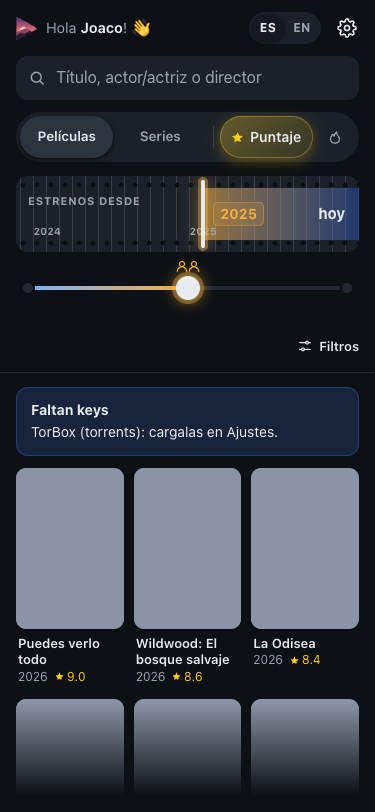 Hola Joaco! 👋
ES EN
Título, actor/actriz o director
Películas Series Puntaje
ESTRENOS DESDE
2025 hoy
2024 2025
Filtros
Faltan keys
TorBox (torrents): cargalas en Ajustes.
Puedes verlo
todo
2026 ★ 9.0
Wildwood: El
bosque salvaje
2026 ★ 8.6
La Odisea
2026 ★ 8.4